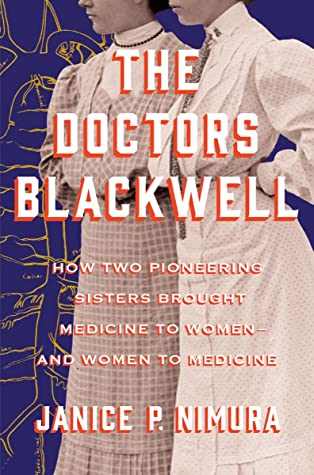 THE
DOCTORS
BLACKWELL
HOW TWO PIONEERING
SISTERS BROUGHT
MEDICINE TO WOMEN—
AND WOMEN TO MEDICINE
JANICE P. NIMURA